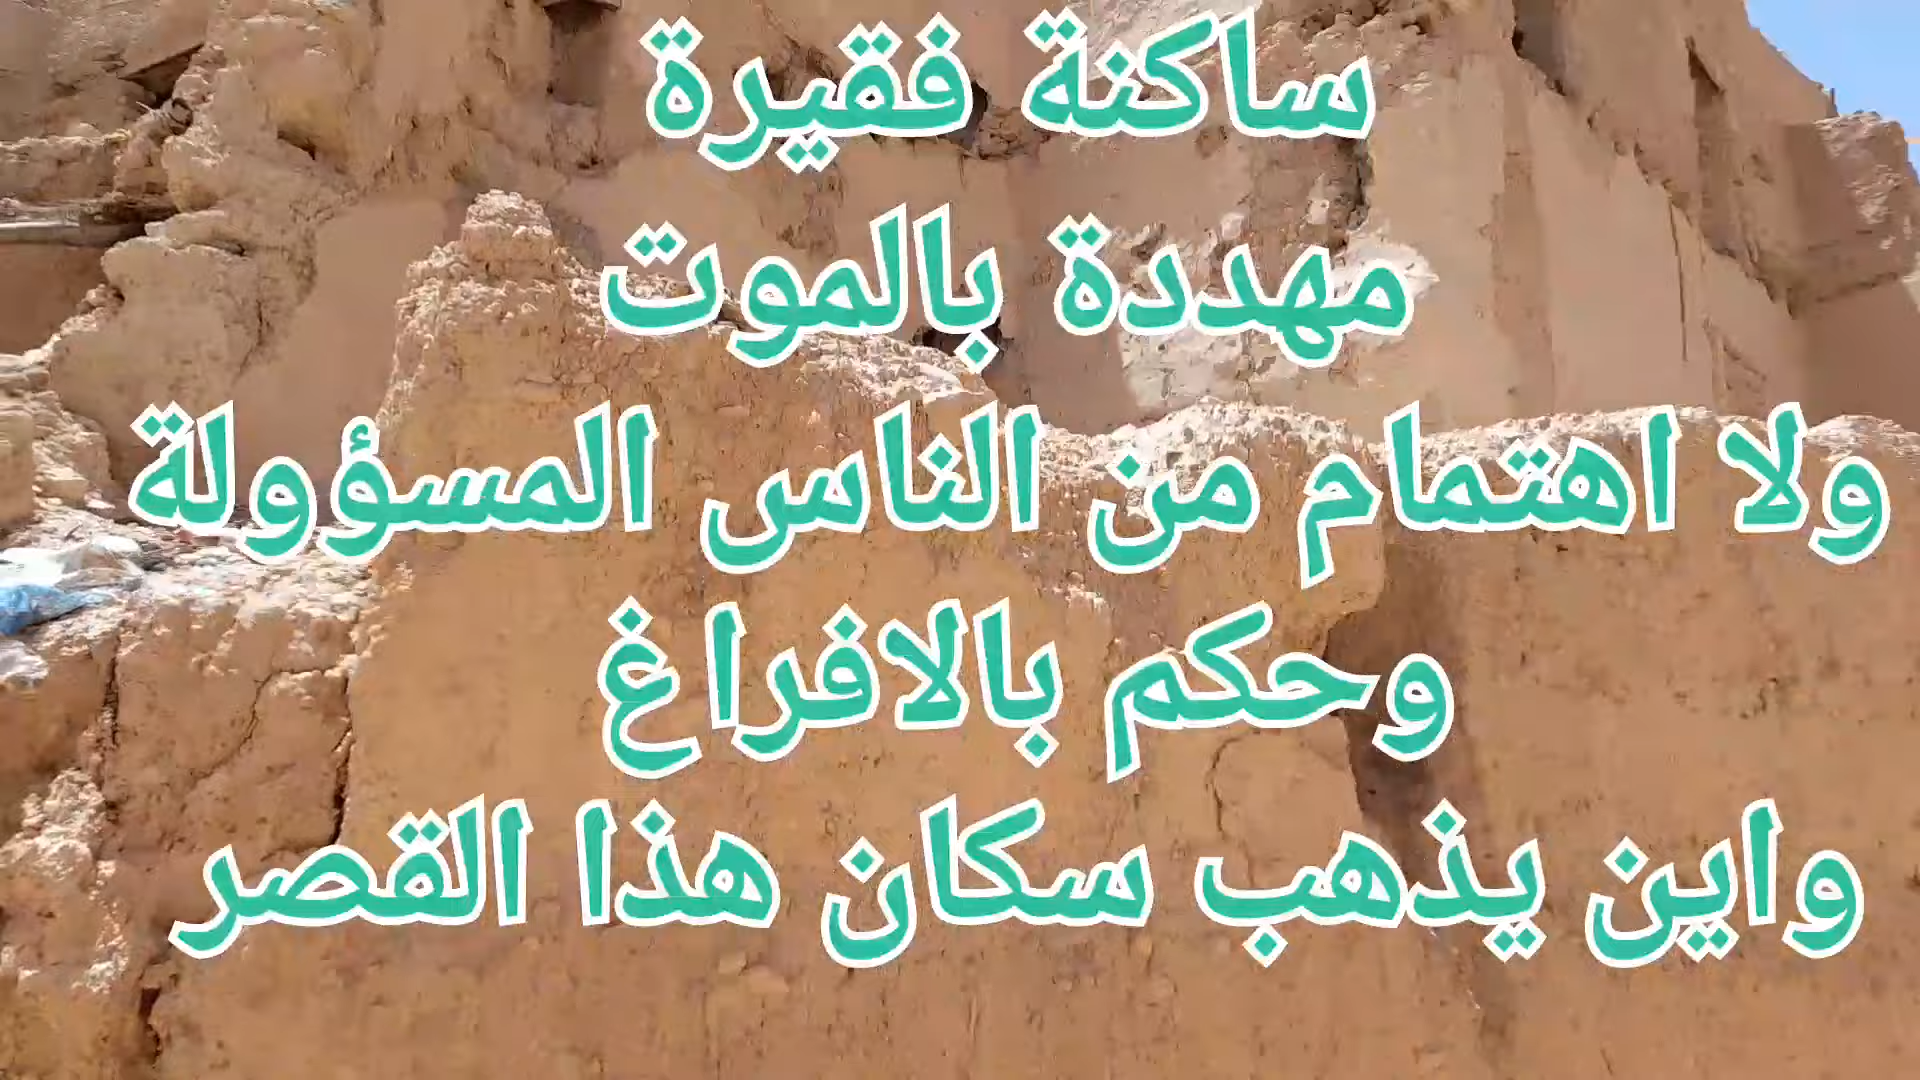 ساكنة فقيرة
مهددة بالموت
ولا اهتمام من الناس المسؤولة
وحكم بالافراغ
واين يذهب سكان هذا القصر